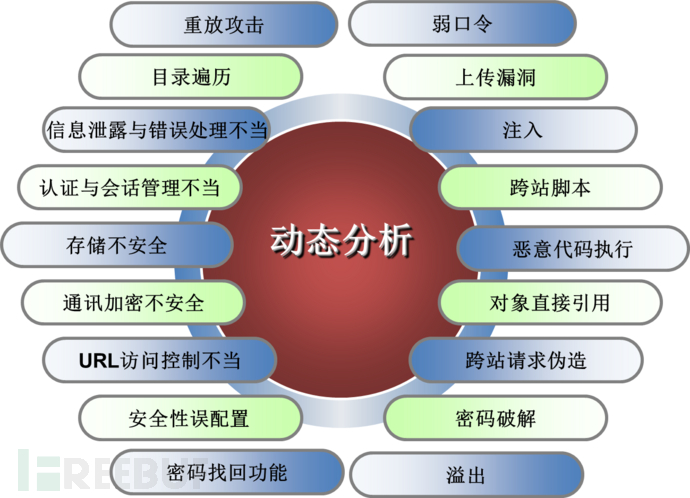 重放攻击
弱口令
目录遍历
上传漏洞
信息泄露与错误处理不当
注入
认证与会话管理不当
跨站脚本
动态分析
存储不安全
恶意代码执行
通讯加密不安全
对象直接引用
URL访问控制不当
跨站请求伪造
安全性误配置
密码破解
密码找回功能
溢出
FREEBUF